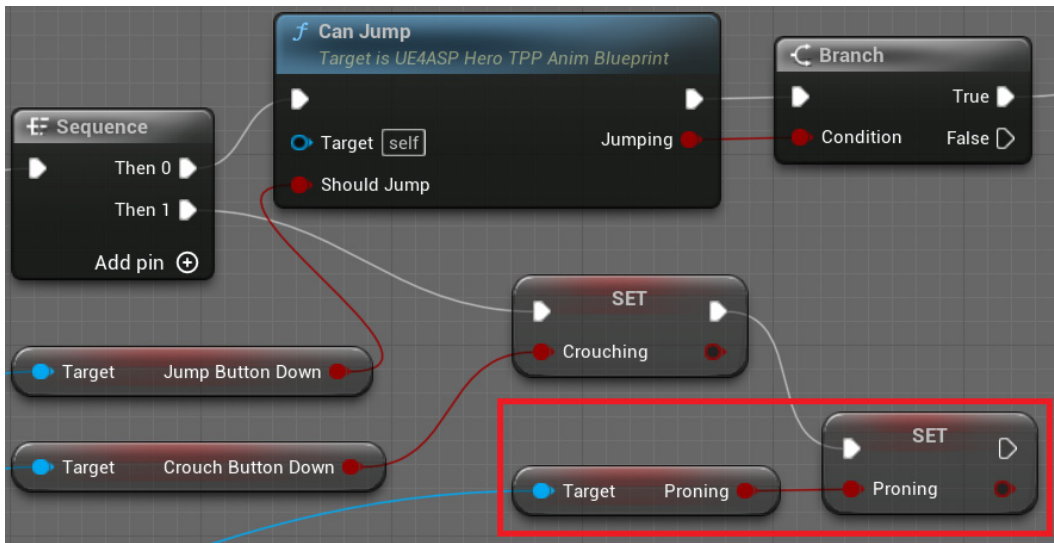 Can Jump
Target is UE4ASP Hero TPP Anim Blueprint
Target self
Jumping
Should Jump
Branch
True
Condition
False
Sequence
Then 0
Then 1
Add pin
SET
Crouching
Target Jump Button Down
Target Crouch Button Down
Target Proning
SET
Proning